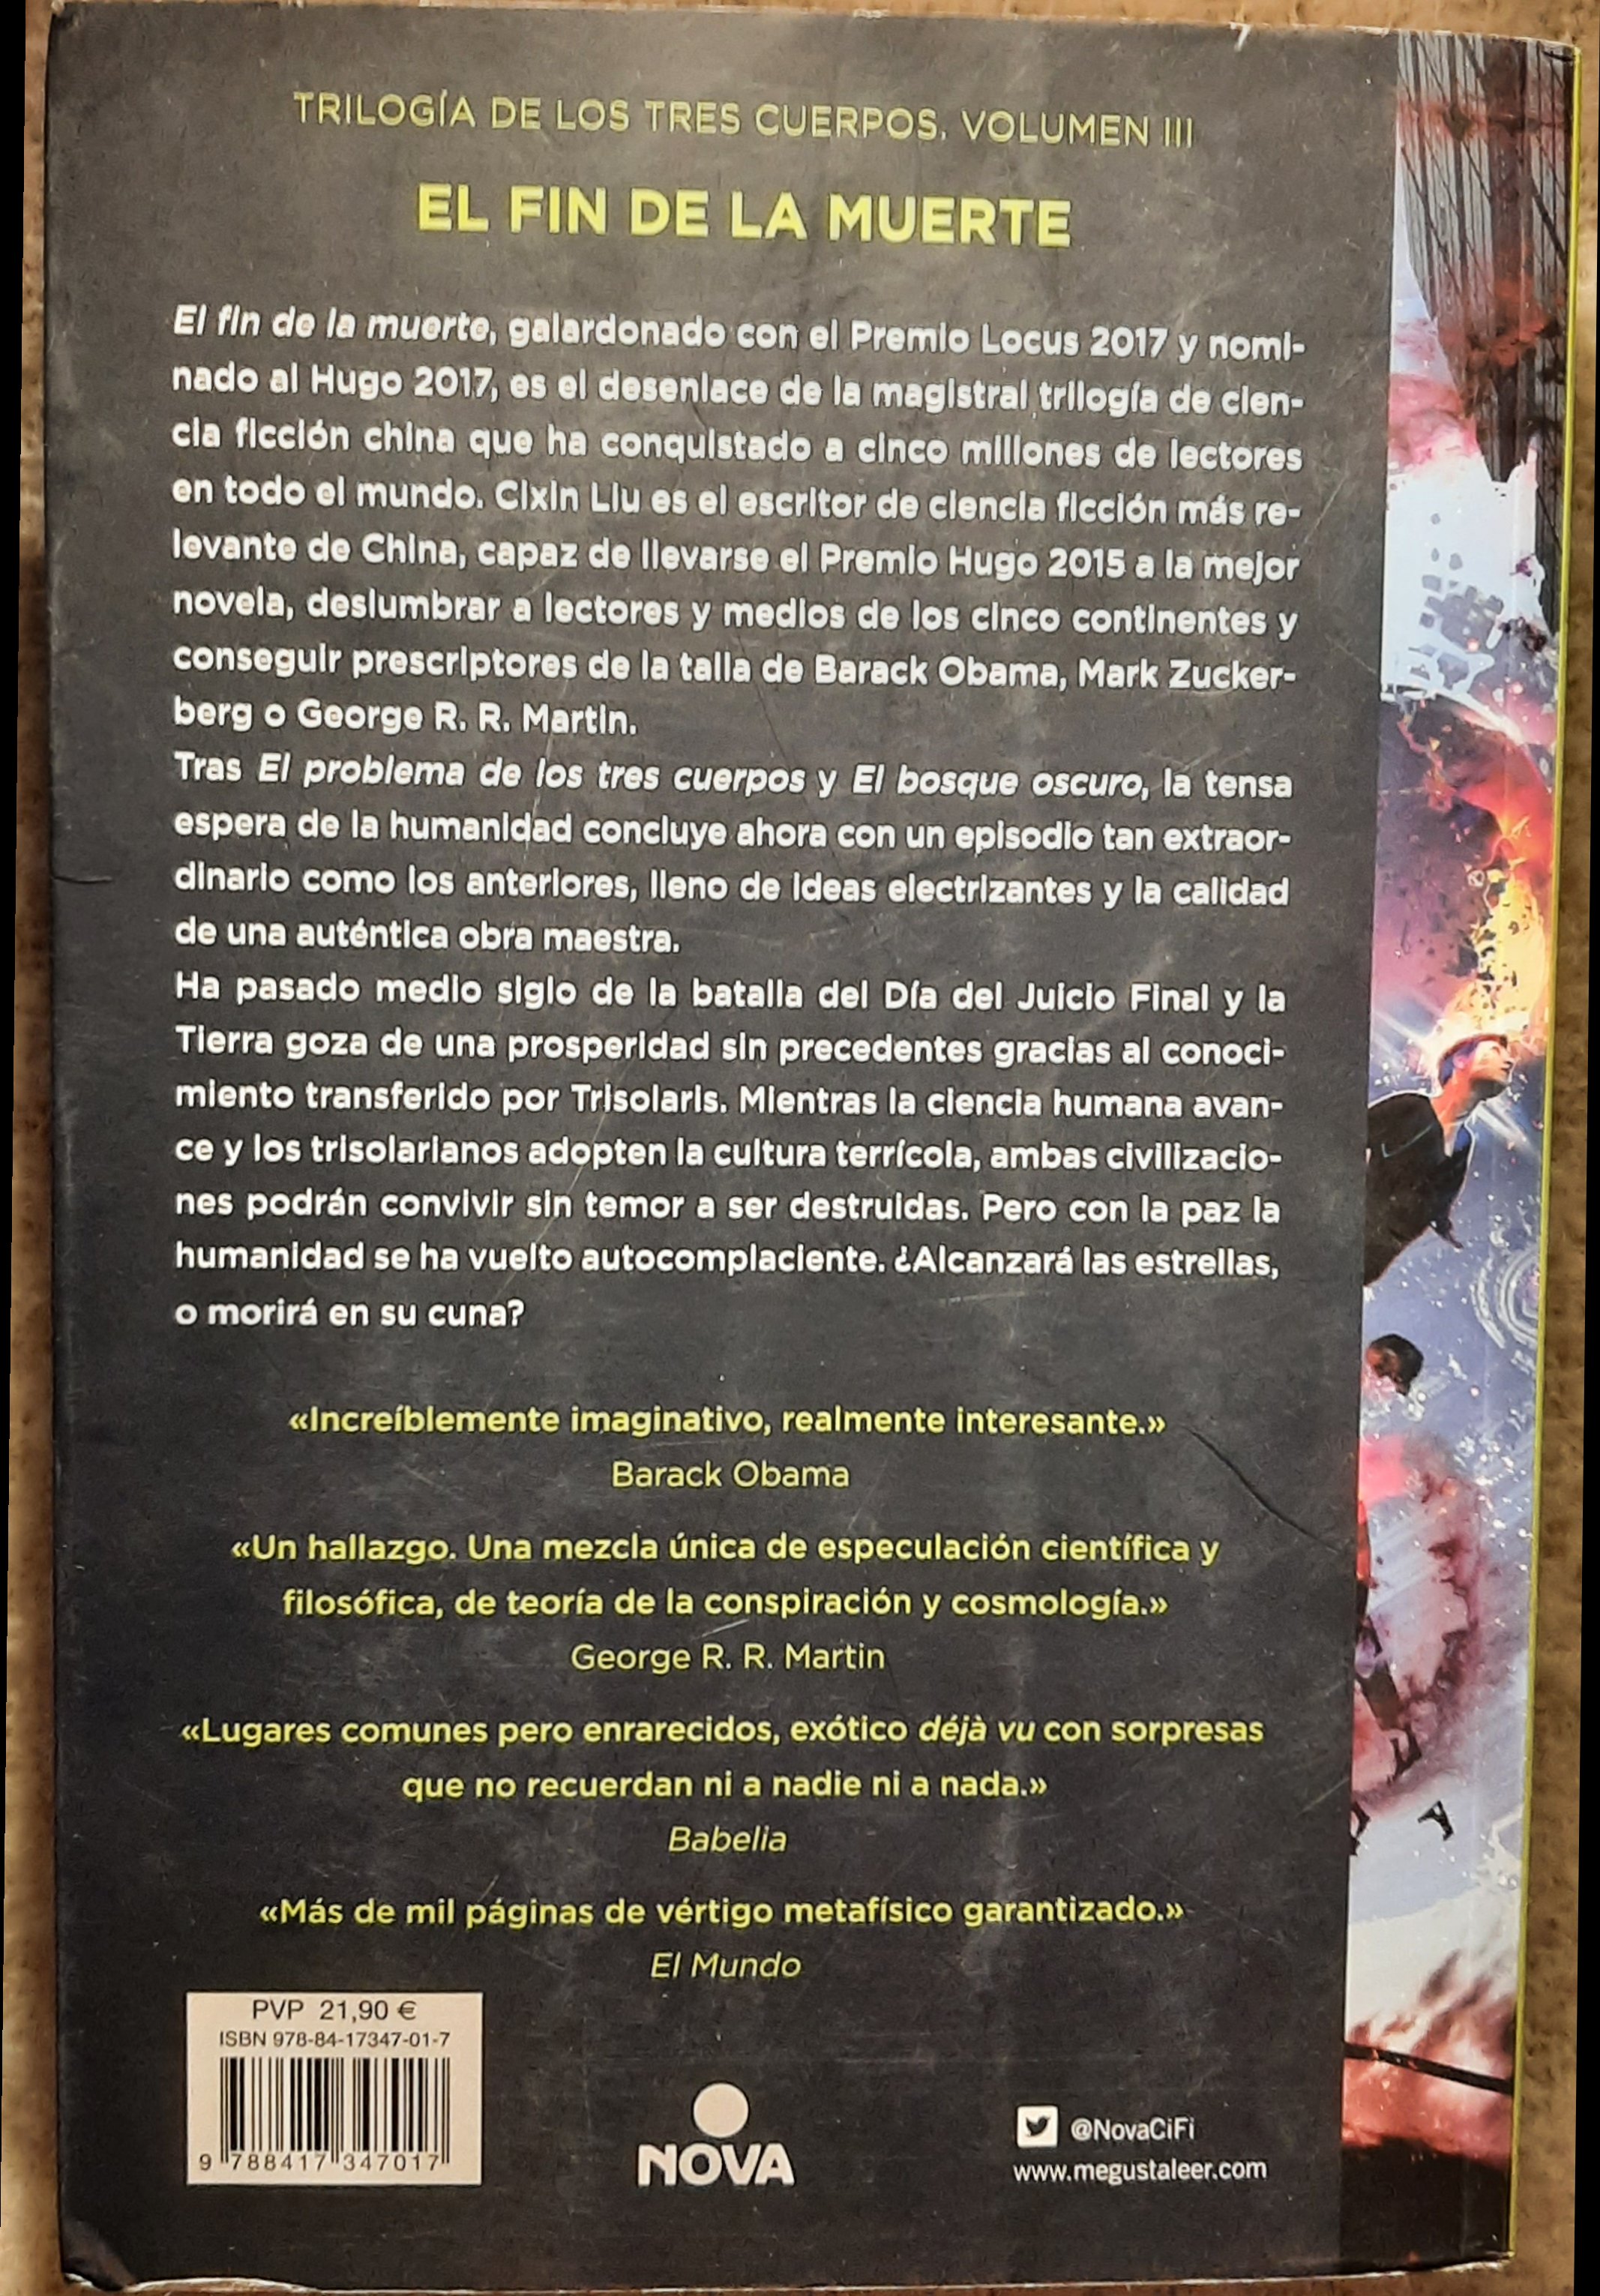 TRILOGÍA DE LOS TRES CUERPOS, VOLUMEN III
EL FIN DE LA MUERTE
El fin de la muerte, galardonado con el Premio Locus 2017 y nomi-
nado al Hugo 2017, es el desenlace de la magistral trilogía de cien-
cia ficción china que ha conquistado a cinco millones de lectores
en todo el mundo. Cixin Liu es el escritor de ciencia ficción más re-
levante de China, capaz de llevarse el Premio Hugo 2015 a la mejor
novela, deslumbrar a lectores y medios de los cinco continentes y
conseguir prescriptores de la talla de Barack Obama, Mark Zucker-
berg o George R. R. Martin.
Tras El problema de los tres cuerpos y El bosque oscuro, la tensa
espera de la humanidad concluye ahora con un episodio tan extraor-
dinario como los anteriores, lleno de ideas electrizantes y la calidad
de una auténtica obra maestra.
Ha pasado medio siglo de la batalla del Día del Juicio Final y la
Tierra goza de una prosperidad sin precedentes gracias al conoci-
miento transferido por Trisolaris. Mientras la ciencia humana avan-
ce y los trisolarianos adopten la cultura terrícola, ambas civilizacio-
nes podrán convivir sin temor a ser destruidas. Pero con la paz la
humanidad se ha vuelto autocomplaciente. ¿Alcanzará las estrellas,
o morirá en su cuna?
«Increíblemente imaginativo, realmente interesante.»
Barack Obama
«Un hallazgo. Una mezcla única de especulación científica y
filosófica, de teoría de la conspiración y cosmología.»
George R. R. Martin
«Lugares comunes pero enrarecidos, exótico déjà vu con sorpresas
que no recuerdan ni a nadie ni a nada.»
Babelia
«Más de mil páginas de vértigo metafísico garantizado.»
El Mundo
PVP 21,90 €
ISBN 978-84-17347-01-7
9 788417 347017
NOVA
@NovaCiFi
www.megustaleer.com